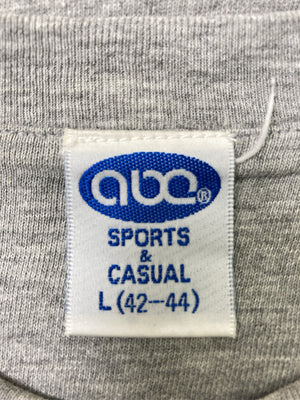 abc®
SPORTS
&
CASUAL
L (42-44)